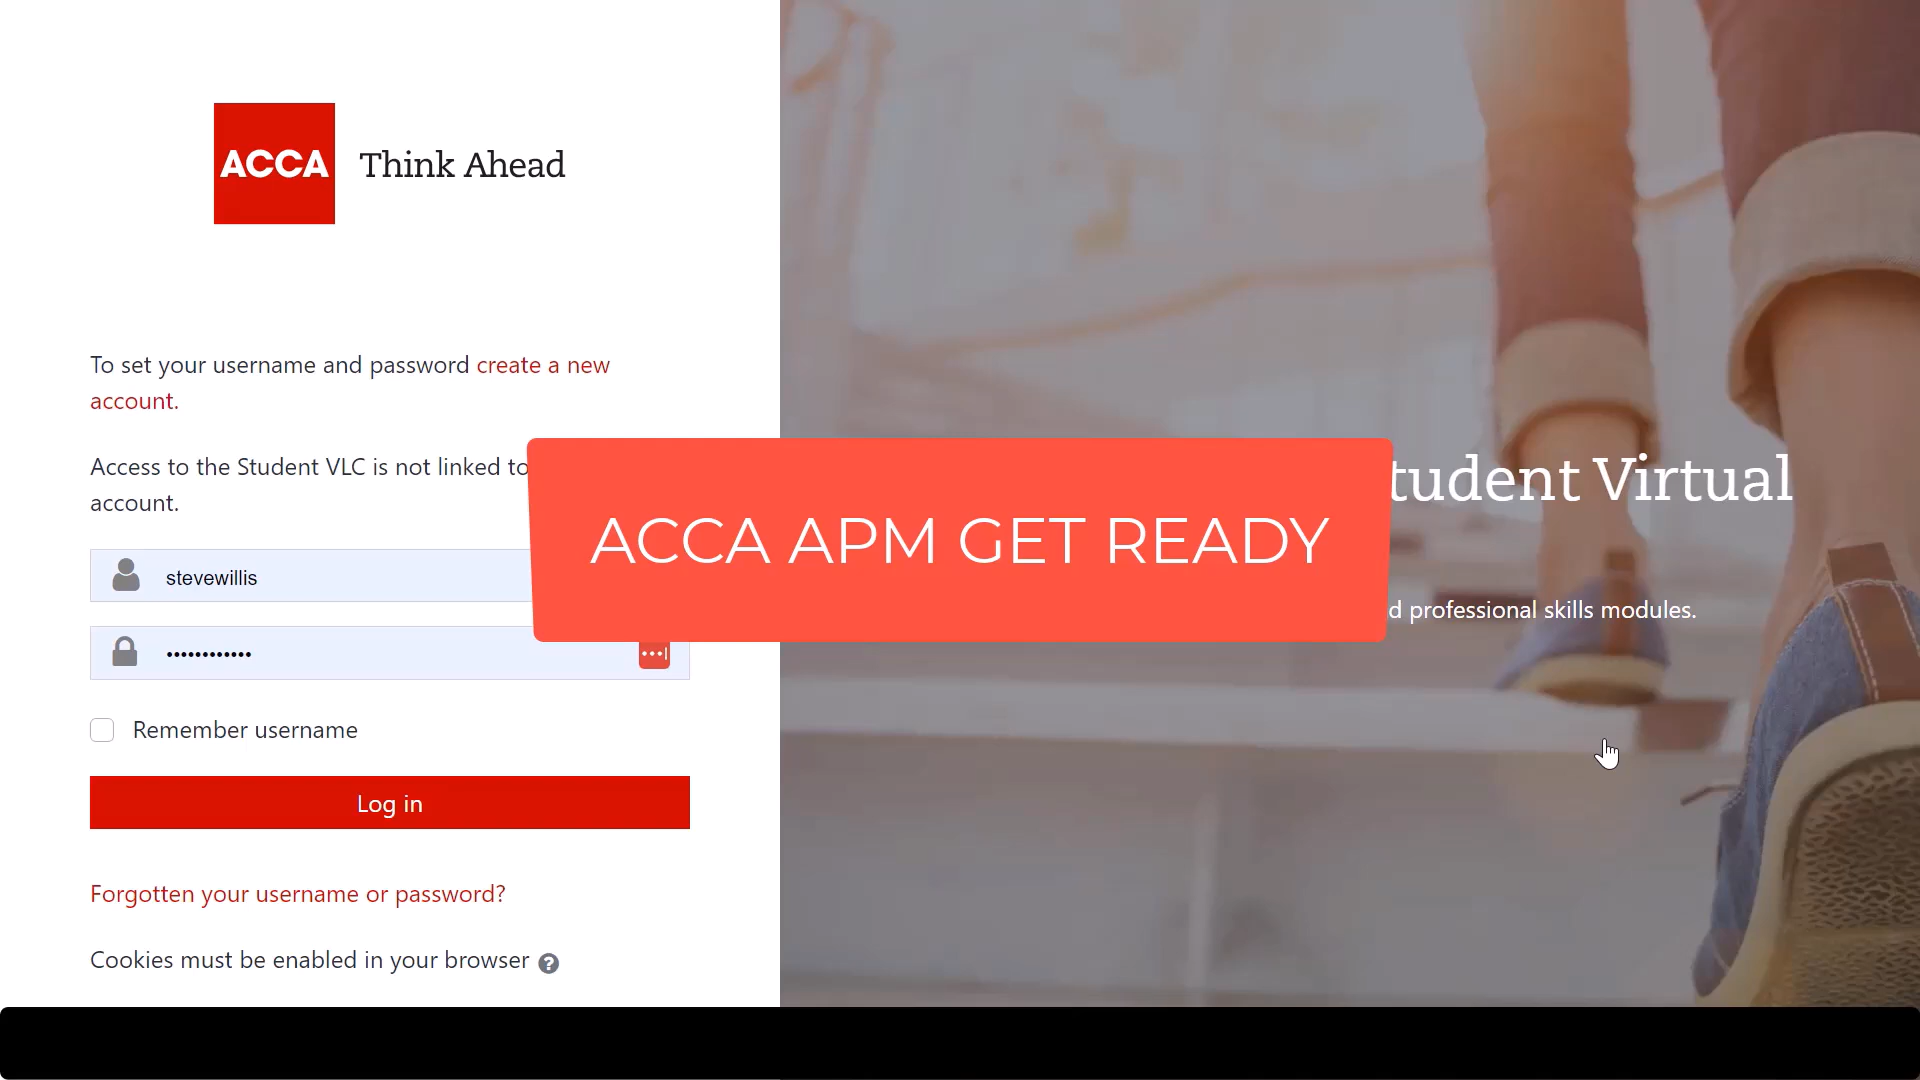 ACCA
Think Ahead
To set your username and password create a new
account.
Access to the Student VLC is not linked to
account.
stevewillis
••••••••••••
Remember username
Log in
Forgotten your username or password?
Cookies must be enabled in your browser
?
ACCA APM GET READY
tudent Virtual
d professional skills modules.